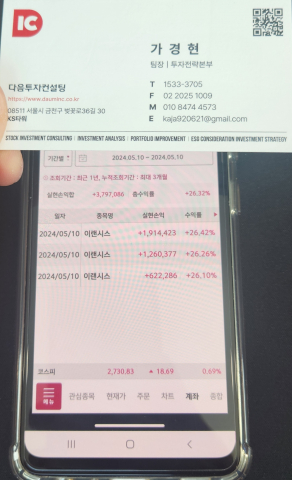 IC
가 경 현
팀장 | 투자전략본부
다음투자컨설팅
https://www.dauminc.co.kr
08511 서울시 금천구 벚꽃로36길 30
KS타워
T 1533-3705
F 02 2025 1009
M 010 8474 4573
E kaja920621@gmail.com
STOCK INVESTMENT CONSULTING | INVESTMENT ANALYSIS | PORTFOLIO IMPROVEMENT | ESG CONSIDERATION INVESTMENT STRATEGY
기간별 2024.05.10 ~ 2024.05.10
조회기간 : 최근 1년, 누적조회기간 : 최대 3개월
실현손익합 +3,797,086 총수익률 +26.32%
일자 종목명 실현손익 수익률
2024/05/10 이랜시스 +1,914,423 +26.42%
2024/05/10 이랜시스 +1,260,377 +26.26%
2024/05/10 이랜시스 +622,286 +26.10%
코스피 2,730.83 ▲ 18.69 0.69%
메뉴 관심종목 현재가 주문 차트 계좌 종합